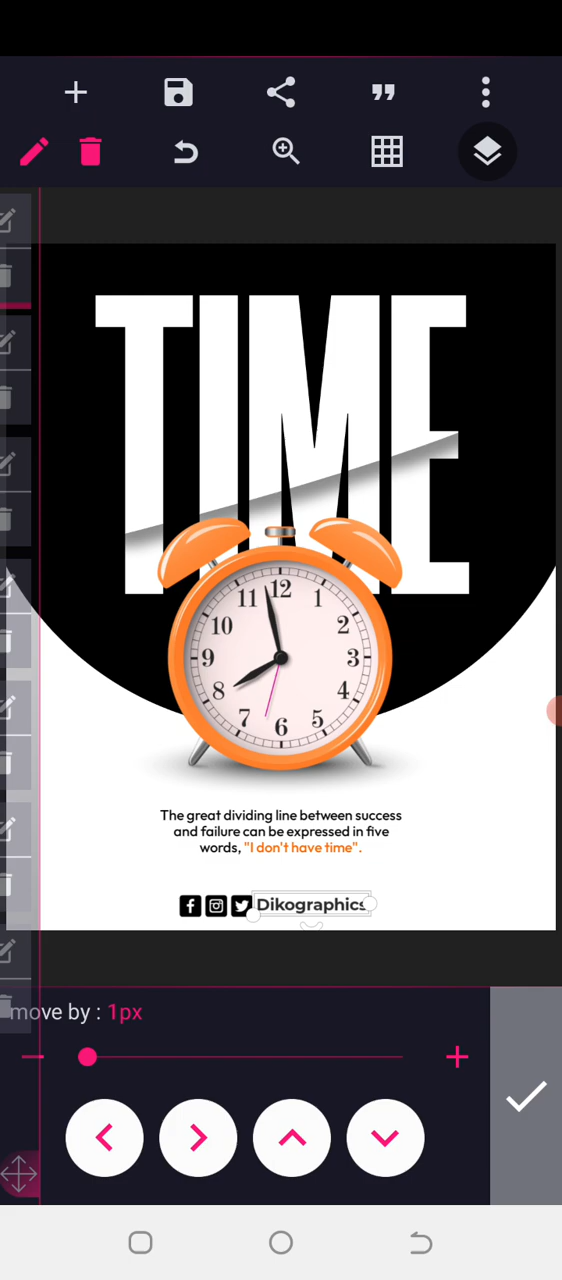 TIME
12
11 1
10 2
9 3
8 4
7 5
6
The great dividing line between success
and failure can be expressed in five
words, "I don't have time".
Dikographics
move by : 1px